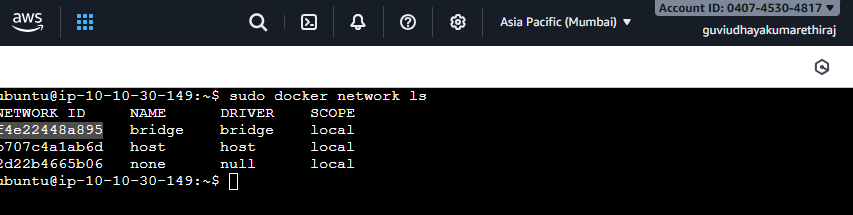 aws
Asia Pacific (Mumbai) ▼
Account ID: 0407-4530-4817 ▼
guviudhayakumarethiraj
ubuntu@ip-10-10-30-149:~$ sudo docker network ls
NETWORK ID NAME DRIVER SCOPE
f4e22448a895 bridge bridge local
b707c4a1ab6d host host local
2d22b4665b06 none null local
ubuntu@ip-10-10-30-149:~$